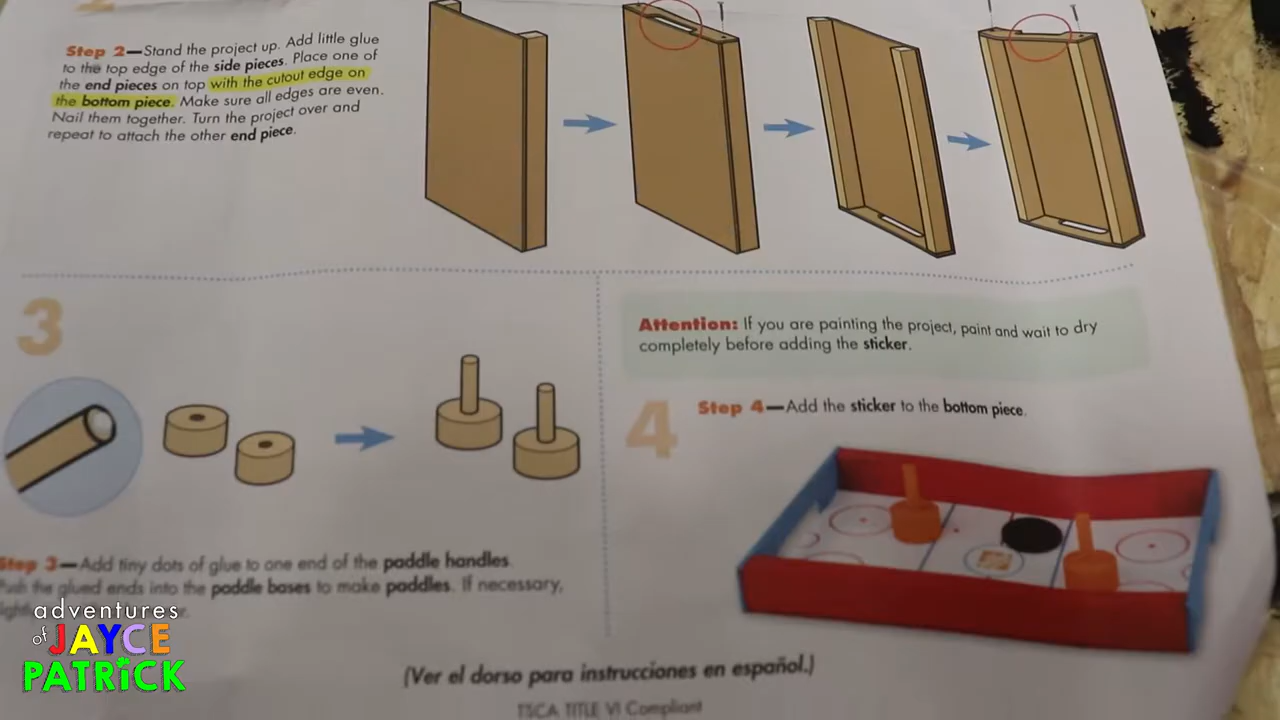 Step 2—Stand the project up. Add little glue
to the top edge of the side pieces. Place one of
the end pieces on top with the cutout edge on
the bottom piece. Make sure all edges are even.
Nail them together. Turn the project over and
repeat to attach the other end piece.
3
Attention: If you are painting the project, paint and wait to dry
completely before adding the sticker.
4
Step 4—Add the sticker to the bottom piece.
Step 3—Add tiny dots of glue to one end of the paddle handles.
Push the glued ends into the paddle bases to make paddles. If necessary,
adventures
of JAYCE
PATRiCK
(Ver el dorso para instrucciones en español.)
TSCA TITLE VI Compliant